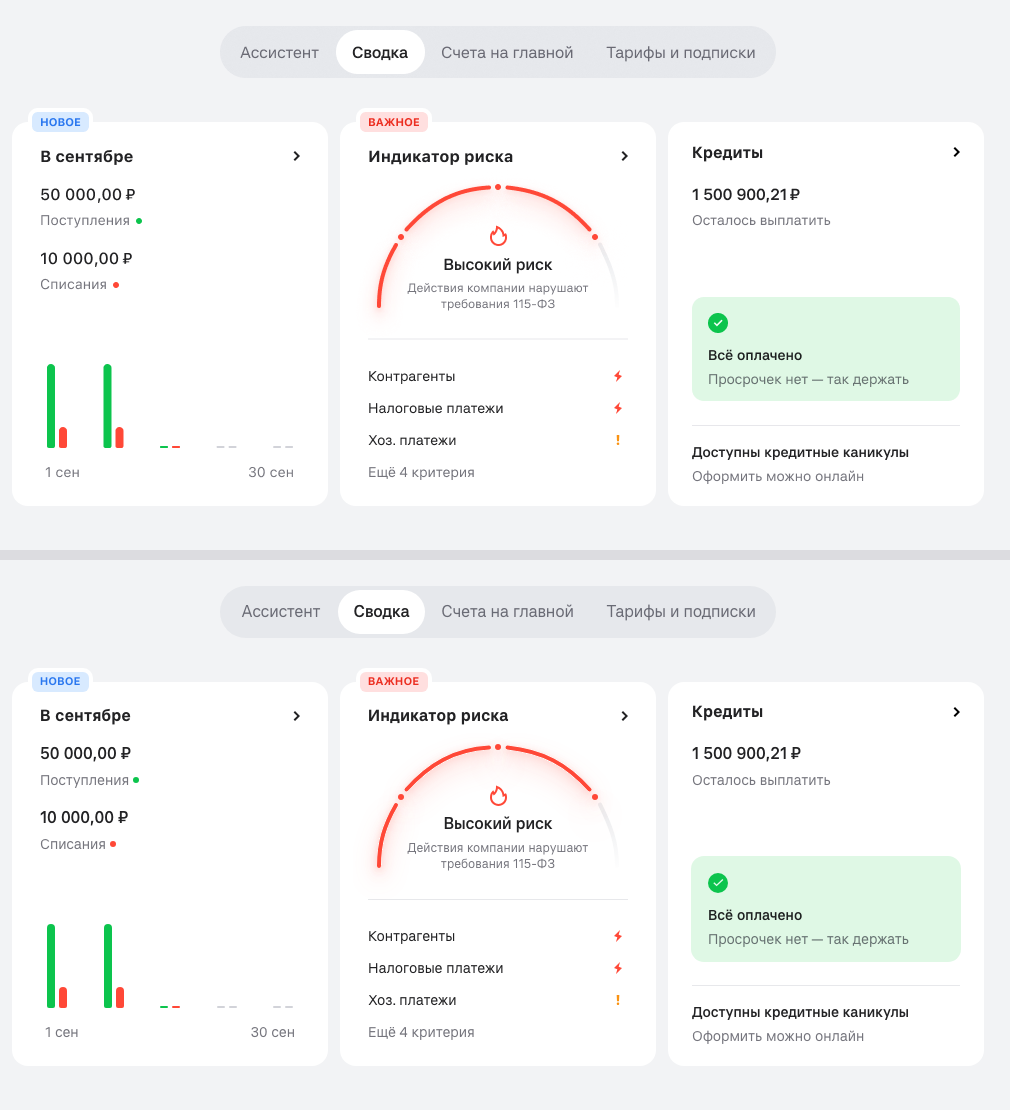 Ассистент Сводка Счета на главной Тарифы и подписки
НОВОЕ
В сентябре
50 000,00 ₽
Поступления
10 000,00 ₽
Списания
1 сен 30 сен
ВАЖНОЕ
Индикатор риска
Высокий риск
Действия компании нарушают
требования 115-ФЗ
Контрагенты
Налоговые платежи
Хоз. платежи !
Ещё 4 критерия
Кредиты
1 500 900,21 ₽
Осталось выплатить
Всё оплачено
Просрочек нет — так держать
Доступны кредитные каникулы
Оформить можно онлайн
Ассистент Сводка Счета на главной Тарифы и подписки
НОВОЕ
В сентябре
50 000,00 ₽
Поступления
10 000,00 ₽
Списания
1 сен 30 сен
ВАЖНОЕ
Индикатор риска
Высокий риск
Действия компании нарушают
требования 115-ФЗ
Контрагенты
Налоговые платежи
Хоз. платежи !
Ещё 4 критерия
Кредиты
1 500 900,21 ₽
Осталось выплатить
Всё оплачено
Просрочек нет — так держать
Доступны кредитные каникулы
Оформить можно онлайн